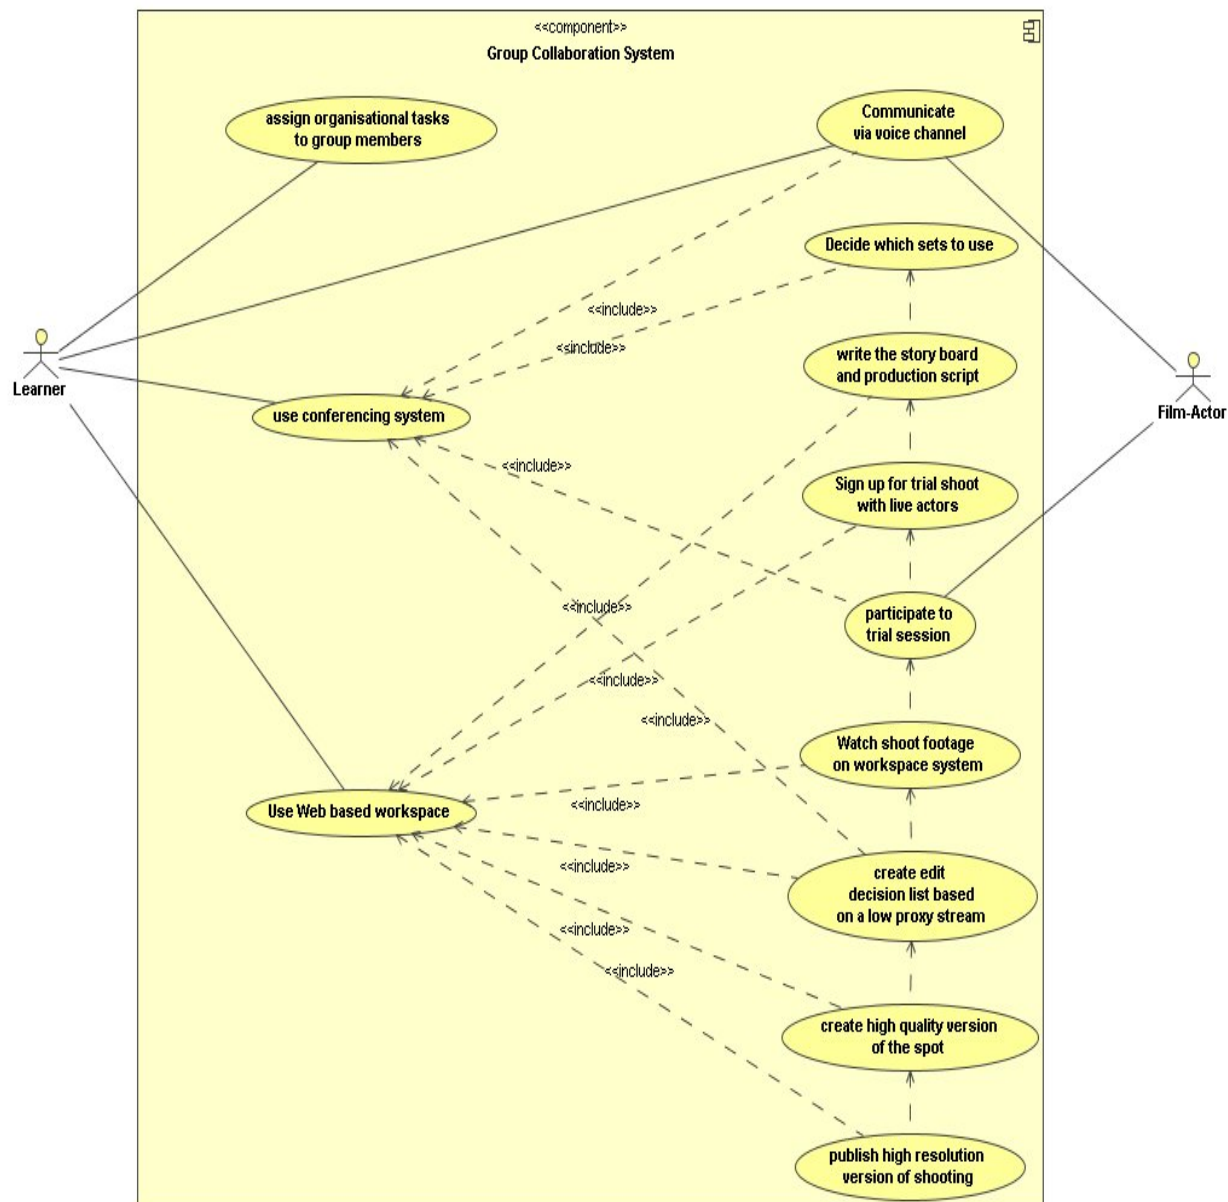 <<component>>
Group Collaboration System
assign organisational tasks
to group members
Communicate
via voice channel
Decide which sets to use
<<include>>
<<include>>
write the story board
and production script
Learner
Film-Actor
use conferencing system
<<include>>
Sign up for trial shoot
with live actors
<<include>>
participate to
trial session
<<include>>
<<include>>
Watch shoot footage
on workspace system
Use Web based workspace
<<include>>
<<include>>
create edit
decision list based
on a low proxy stream
<<include>>
<<include>>
create high quality version
of the spot
publish high resolution
version of shooting